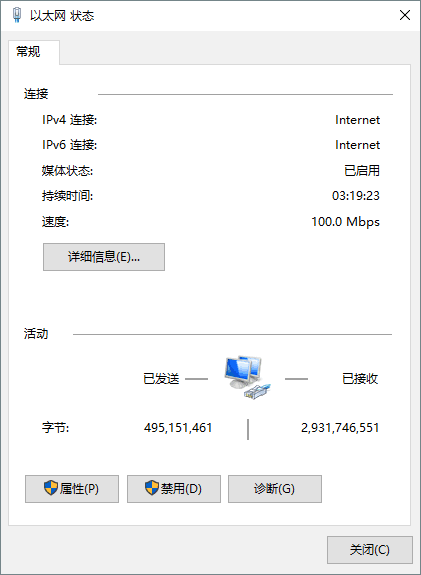 以太网 状态
常规
连接
IPv4 连接: Internet
IPv6 连接: Internet
媒体状态: 已启用
持续时间: 03:19:23
速度: 100.0 Mbps
详细信息(E)...
活动
已发送 已接收
字节: 495,151,461 2,931,746,551
属性(P) 禁用(D) 诊断(G)
关闭(C)